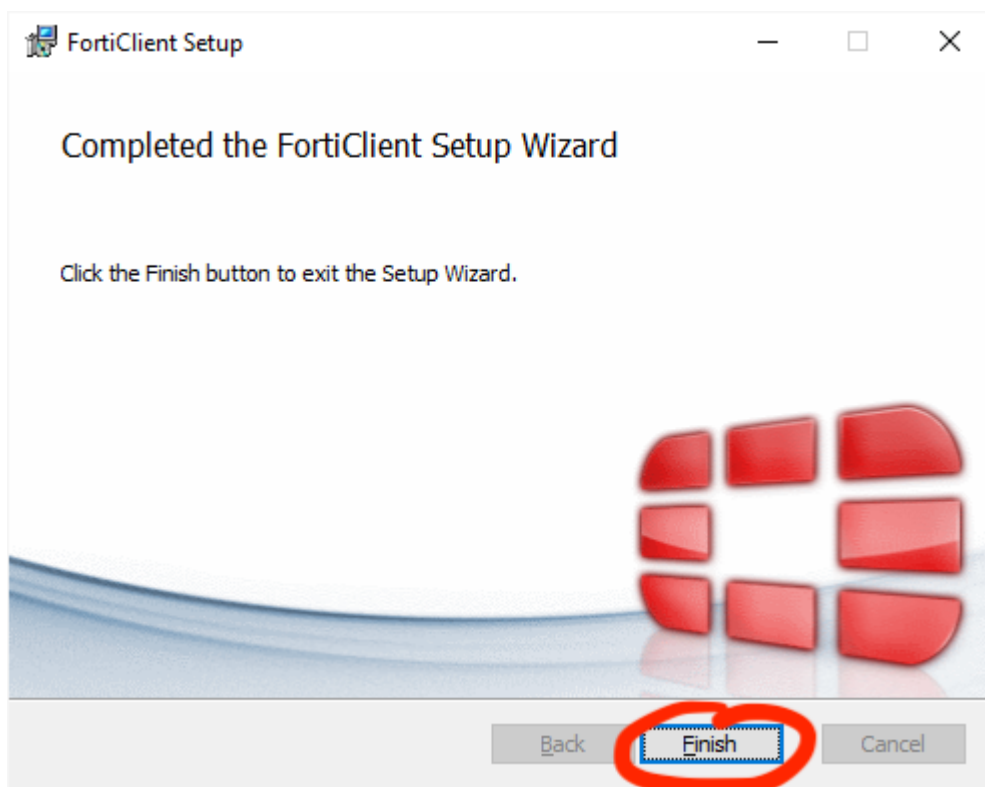 FortiClient Setup
Completed the FortiClient Setup Wizard
Click the Finish button to exit the Setup Wizard.
Back Finish Cancel